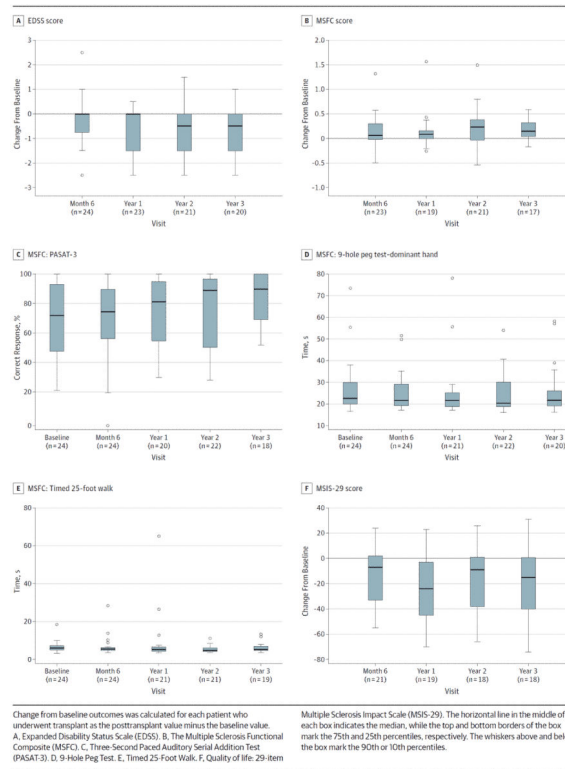 A EDSS score
3
2
1
0
-1
-2
-3
Change From Baseline
Month 6 Year 1 Year 2 Year 3
(n=24) (n=23) (n=21) (n=20)
Visit
B MSFC score
2.0
1.5
1.0
0.5
0
-0.5
-1.0
Change From Baseline
Month 6 Year 1 Year 2 Year 3
(n=23) (n=19) (n=21) (n=17)
Visit
C MSFC: PASAT-3
100
80
60
40
20
0
Correct Response, %
Baseline Month 6 Year 1 Year 2 Year 3
(n=24) (n=24) (n=20) (n=22) (n=18)
Visit
D MSFC: 9-hole peg test-dominant hand
80
70
60
50
40
30
20
10
Time, s
Baseline Month 6 Year 1 Year 2 Year 3
(n=24) (n=24) (n=21) (n=22) (n=20)
Visit
E MSFC: Timed 25-foot walk
80
60
40
20
0
Time, s
Baseline Month 6 Year 1 Year 2 Year 3
(n=24) (n=24) (n=21) (n=21) (n=19)
Visit
F MSIS-29 score
40
20
0
-20
-40
-60
-80
Change From Baseline
Month 6 Year 1 Year 2 Year 3
(n=21) (n=19) (n=18) (n=18)
Visit
Change from baseline outcomes was calculated for each patient who
underwent transplant as the posttransplant value minus the baseline value.
A, Expanded Disability Status Scale (EDSS). B, The Multiple Sclerosis Functional
Composite (MSFC). C, Three-Second Paced Auditory Serial Addition Test
(PASAT-3). D, 9-Hole Peg Test. E, Timed 25-Foot Walk. F, Quality of life: 29-item
Multiple Sclerosis Impact Scale (MSIS-29). The horizontal line in the middle of
each box indicates the median, while the top and bottom borders of the box
mark the 75th and 25th percentiles, respectively. The whiskers above and bel
the box mark the 90th or 10th percentiles.